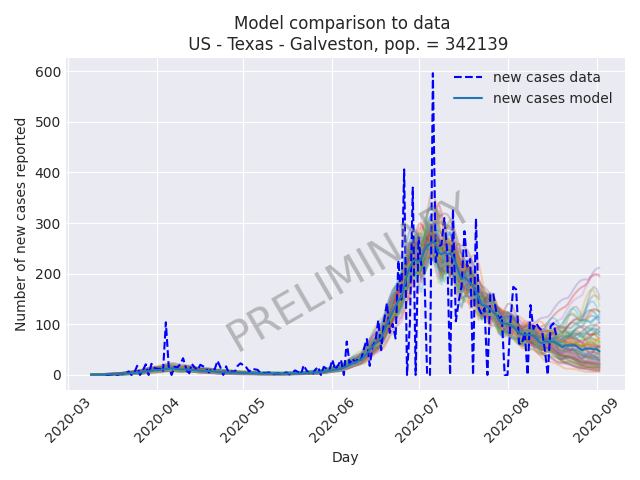 Model comparison to data
US - Texas - Galveston, pop. = 342139
Number of new cases reported
600
500
400
300
200
100
0
new cases data
new cases model
PRELIMINARY
2020-03
2020-04
2020-05
2020-06
2020-07
2020-08
2020-09
Day